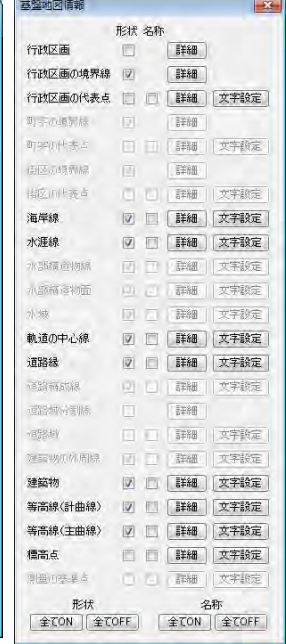 基盤地図情報
形状 名称
行政区画 詳細
行政区画の境界線 詳細
行政区画の代表点 詳細 文字設定
町字の境界線 詳細
町字の代表点 詳細 文字設定
街区の境界線 詳細
街区の代表点 詳細 文字設定
海岸線 詳細 文字設定
水涯線 詳細 文字設定
水部構造物線 詳細 文字設定
水部構造物面 詳細 文字設定
水域 詳細 文字設定
軌道の中心線 詳細 文字設定
道路縁 詳細 文字設定
道路構成線 詳細 文字設定
道路域分割線 詳細
道路域 詳細 文字設定
建築物の外周線 詳細 文字設定
建築物 詳細 文字設定
等高線(計曲線) 詳細 文字設定
等高線(主曲線) 詳細 文字設定
標高点 詳細 文字設定
測量の基準点 詳細 文字設定
形状 名称
全てON 全てOFF 全てON 全てOFF